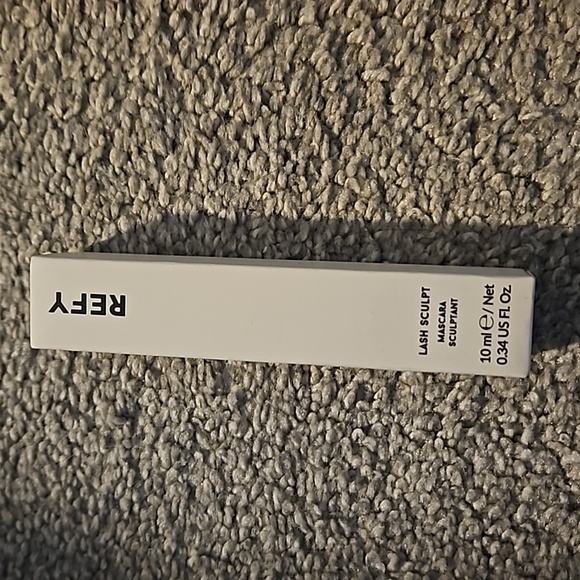 REFY
LASH SCULPT
MASCARA
SCULPTANT
10 ml ℮ / Net
0.34 US Fl. Oz